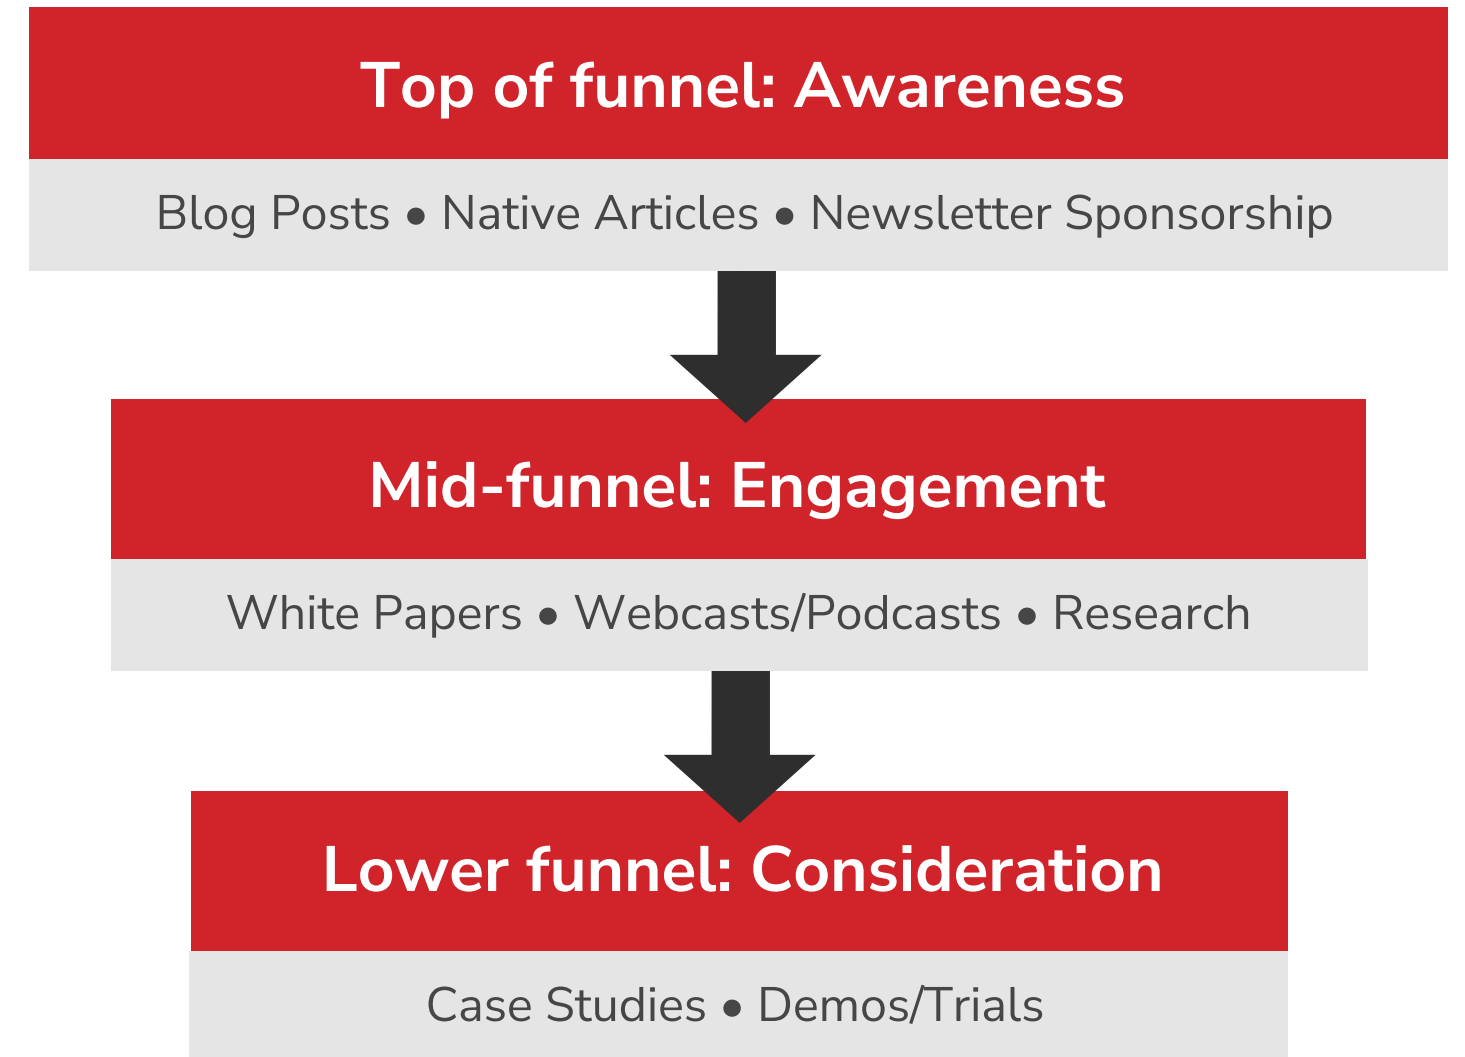 Top of funnel: Awareness
Blog Posts • Native Articles • Newsletter Sponsorship
Mid-funnel: Engagement
White Papers • Webcasts/Podcasts • Research
Lower funnel: Consideration
Case Studies • Demos/Trials